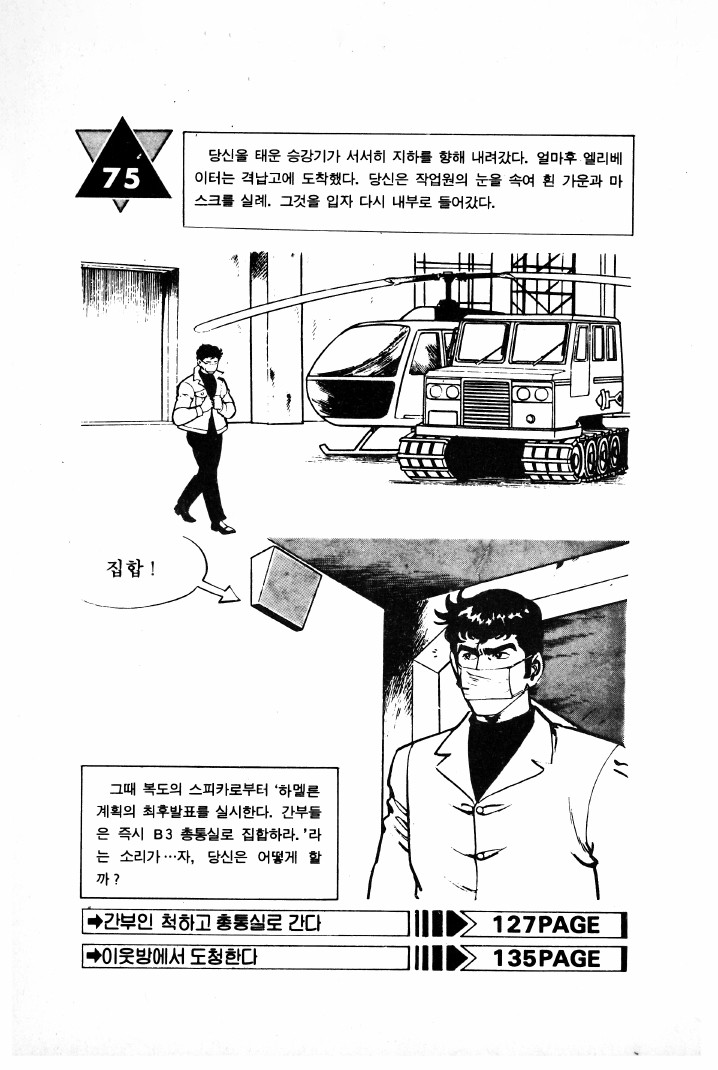 75
당신을 태운 승강기가 서서히 지하를 향해 내려갔다. 얼마후 엘리베
이터는 격납고에 도착했다. 당신은 작업원의 눈을 속여 흰 가운과 마
스크를 실례. 그것을 입자 다시 내부로 들어갔다.
집합!
그때 복도의 스피카로부터 '하멜른
계획의 최후발표를 실시한다. 간부들
은 즉시 B3 총통실로 집합하라.'라
는 소리가…자, 당신은 어떻게 할
까?
➡간부인 척하고 총통실로 간다 127PAGE
➡이웃방에서 도청한다 135PAGE